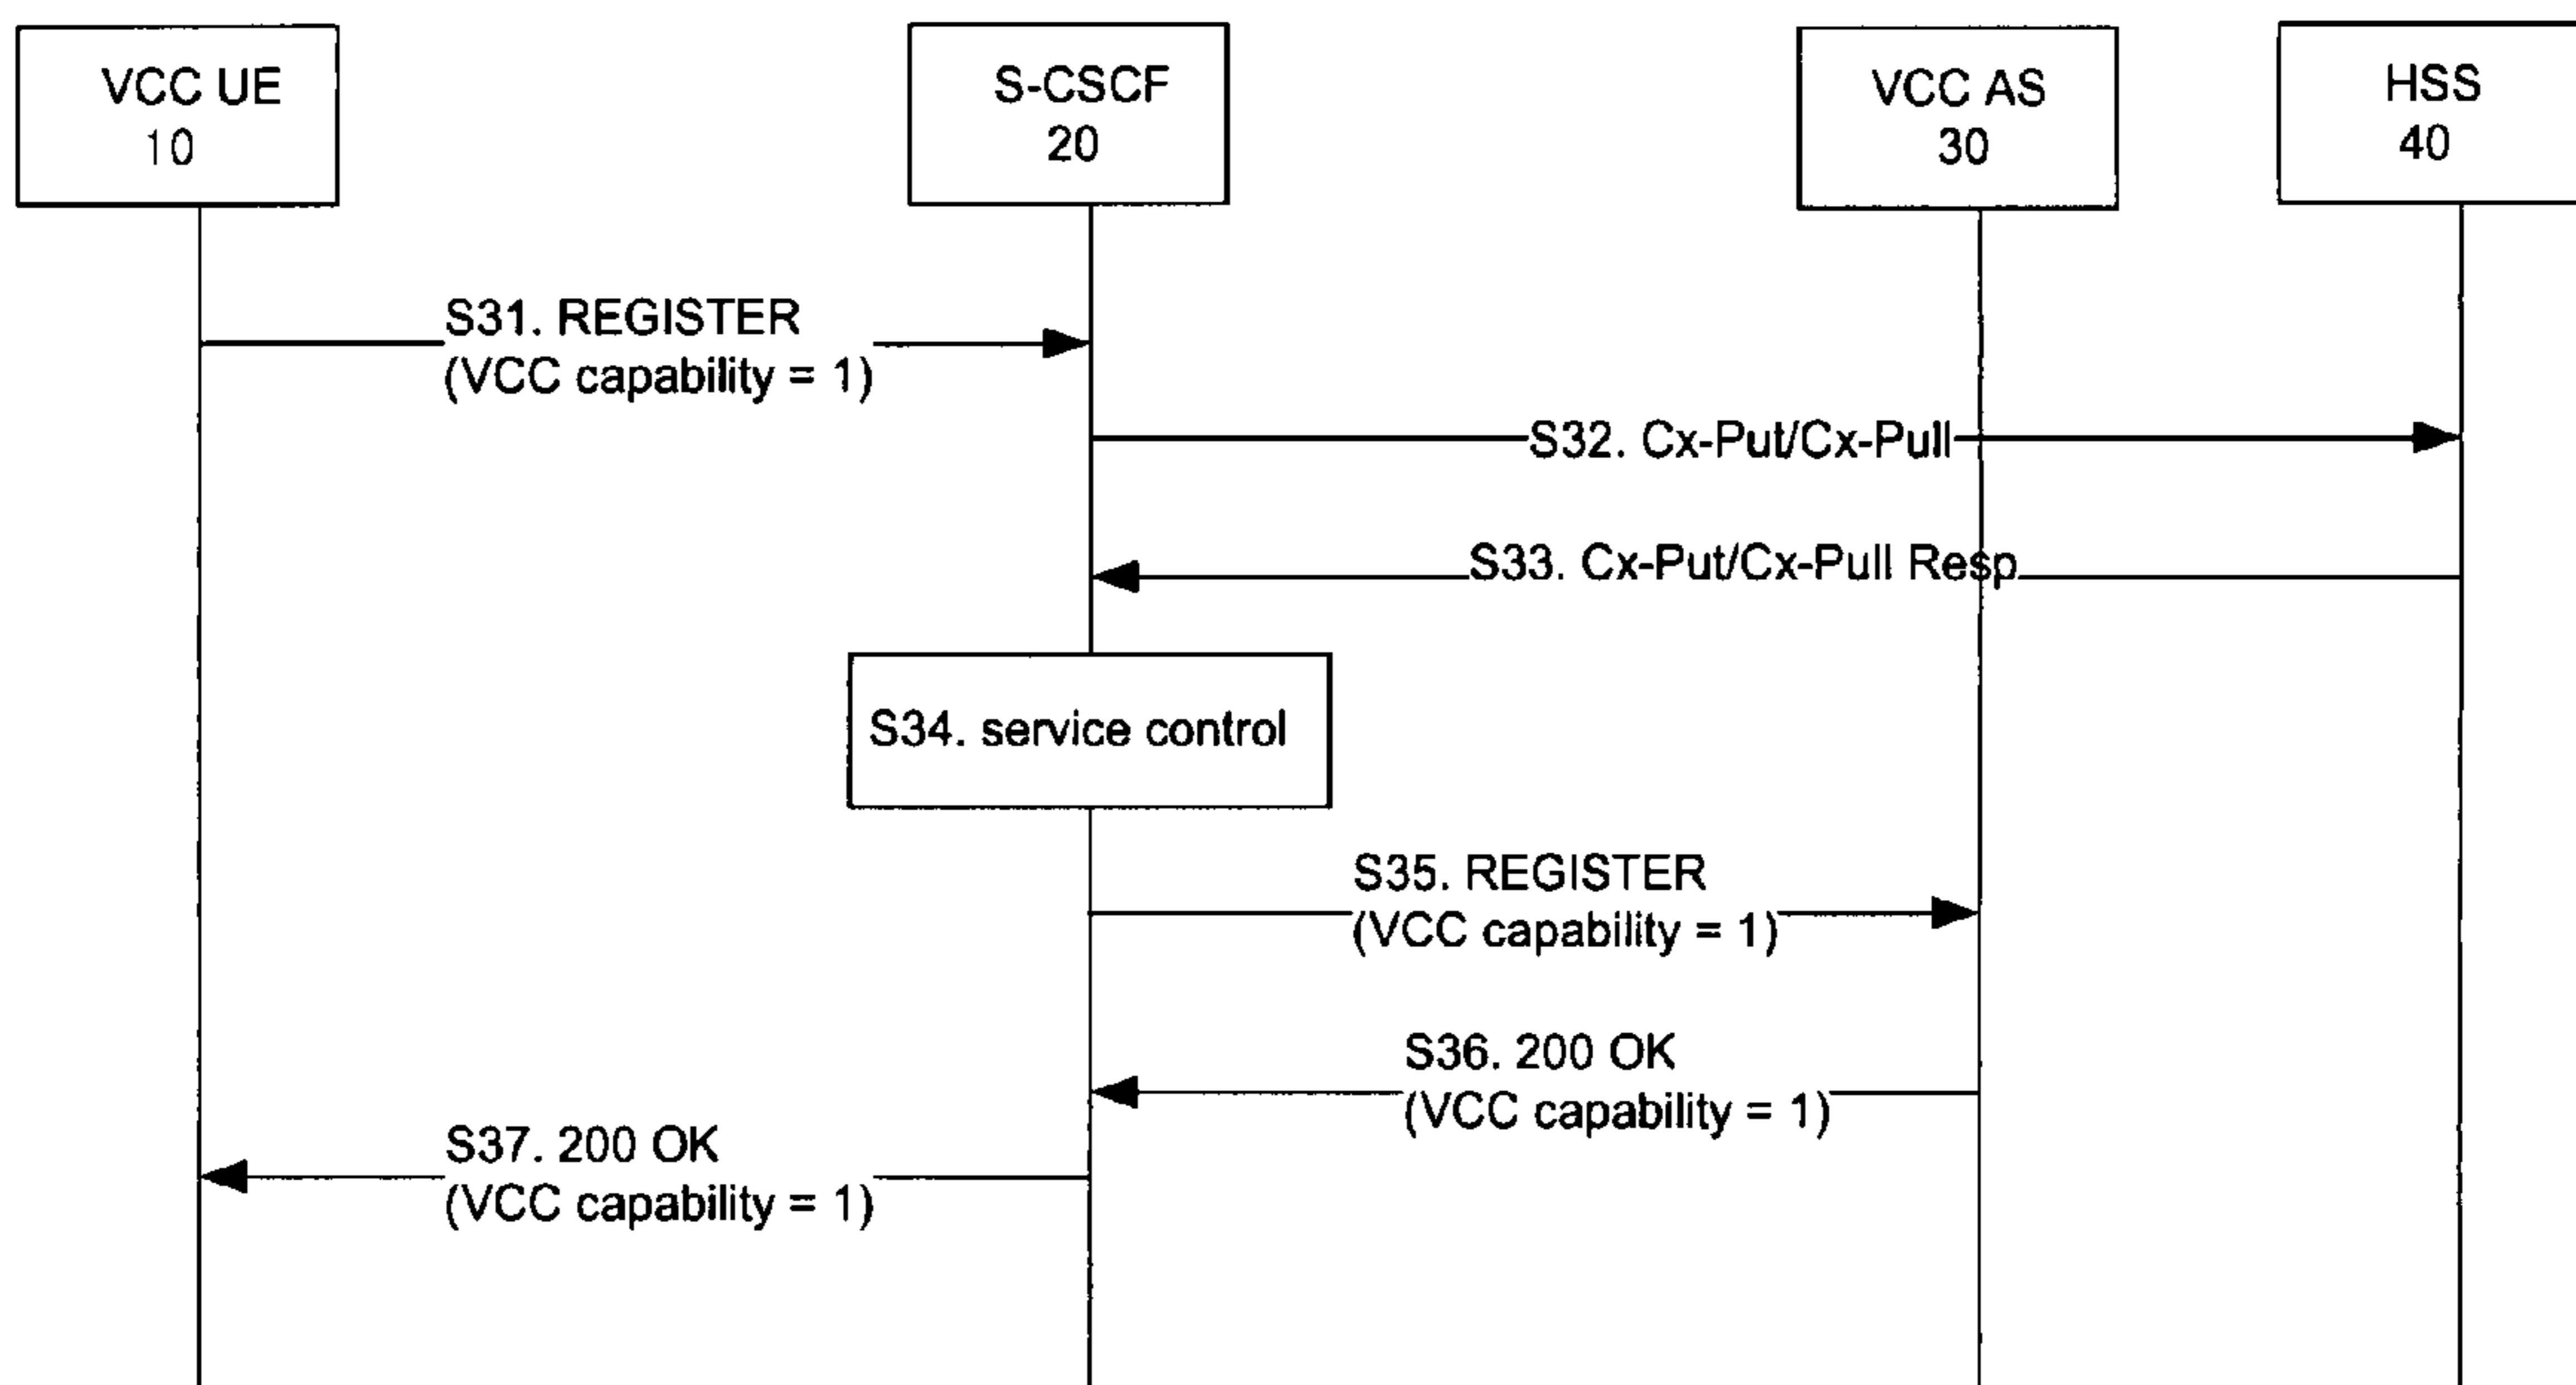 VCC UE
10
S-CSCF
20
VCC AS
30
HSS
40
S31. REGISTER
(VCC capability = 1)
S32. Cx-Put/Cx-Pull
S33. Cx-Put/Cx-Pull Resp
S34. service control
S35. REGISTER
(VCC capability = 1)
S36. 200 OK
(VCC capability = 1)
S37. 200 OK
(VCC capability = 1)